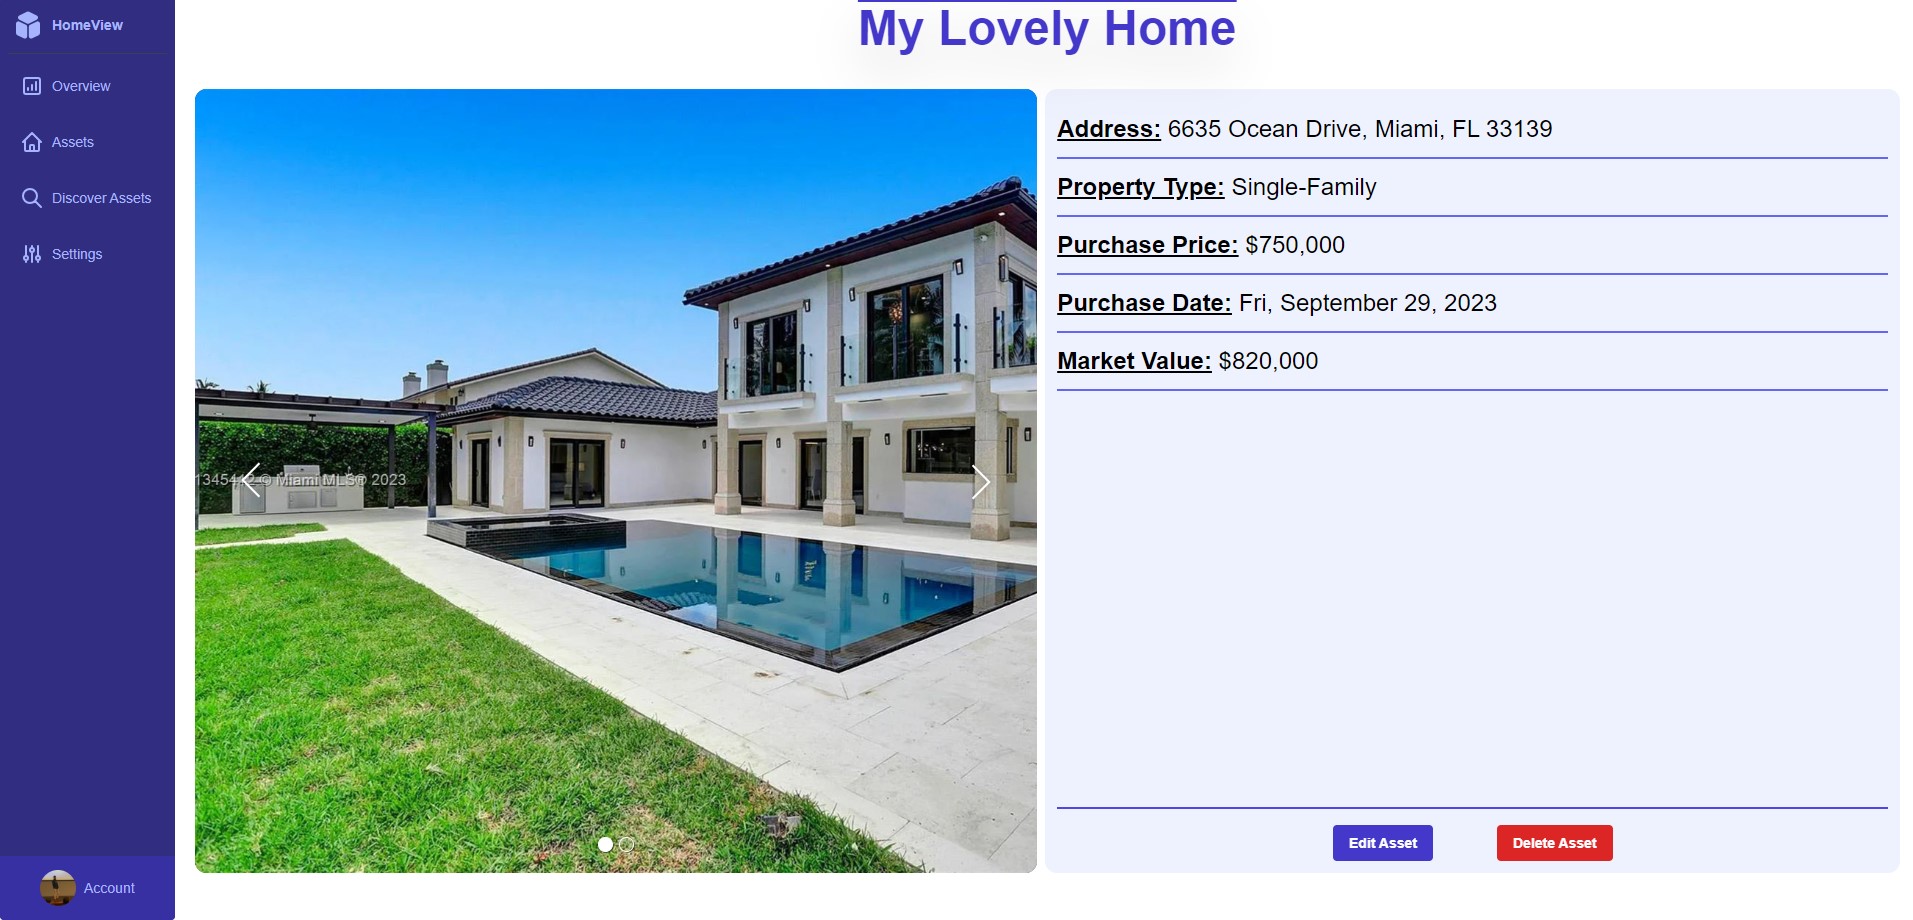 HomeView
Overview
Assets
Discover Assets
Settings
Account
My Lovely Home
1345442 © Miami MLS® 2023
Address: 6635 Ocean Drive, Miami, FL 33139
Property Type: Single-Family
Purchase Price: $750,000
Purchase Date: Fri, September 29, 2023
Market Value: $820,000
Edit Asset
Delete Asset